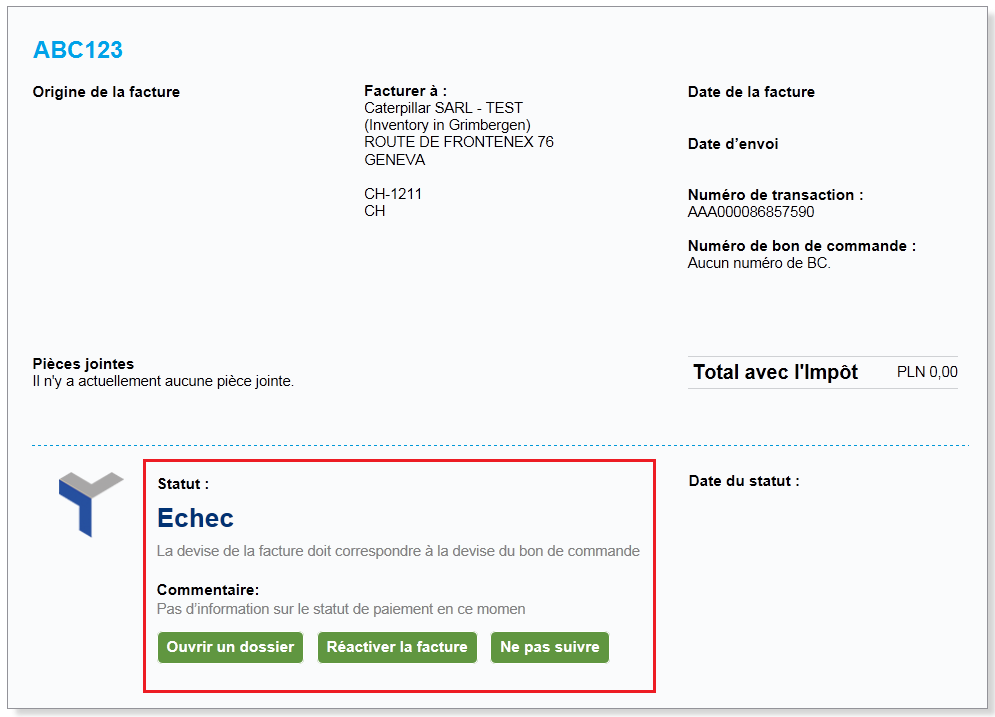 ABC123
Origine de la facture
Facturer à :
Caterpillar SARL - TEST
(Inventory in Grimbergen)
ROUTE DE FRONTENEX 76
GENEVA
CH-1211
CH
Date de la facture
Date d’envoi
Numéro de transaction :
AAA000086857590
Numéro de bon de commande :
Aucun numéro de BC.
Pièces jointes
Il n'y a actuellement aucune pièce jointe.
Total avec l'Impôt PLN 0,00
Statut :
Echec
La devise de la facture doit correspondre à la devise du bon de commande
Commentaire:
Pas d’information sur le statut de paiement en ce momen
Ouvrir un dossier Réactiver la facture Ne pas suivre
Date du statut :